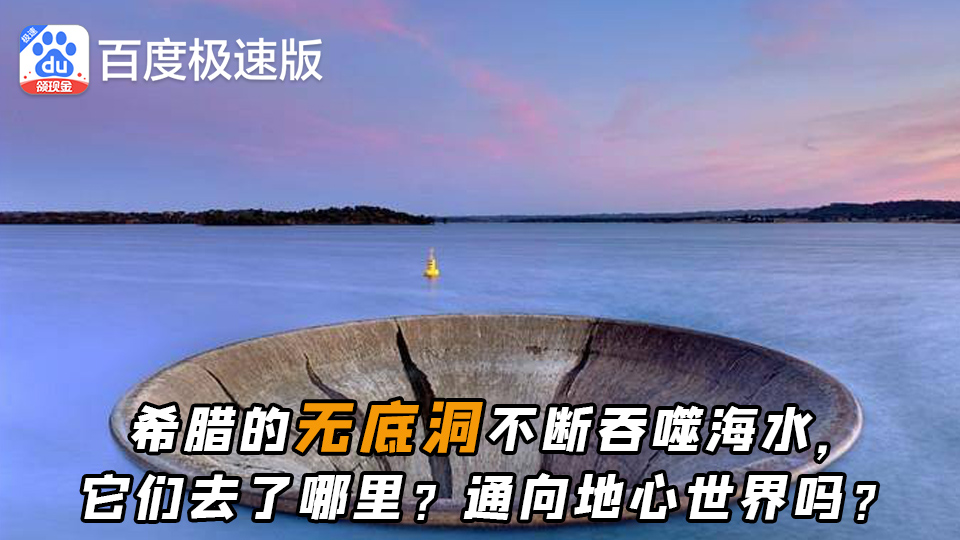 极速
du
领现金
百度极速版
希腊的无底洞不断吞噬海水，
它们去了哪里？通向地心世界吗？